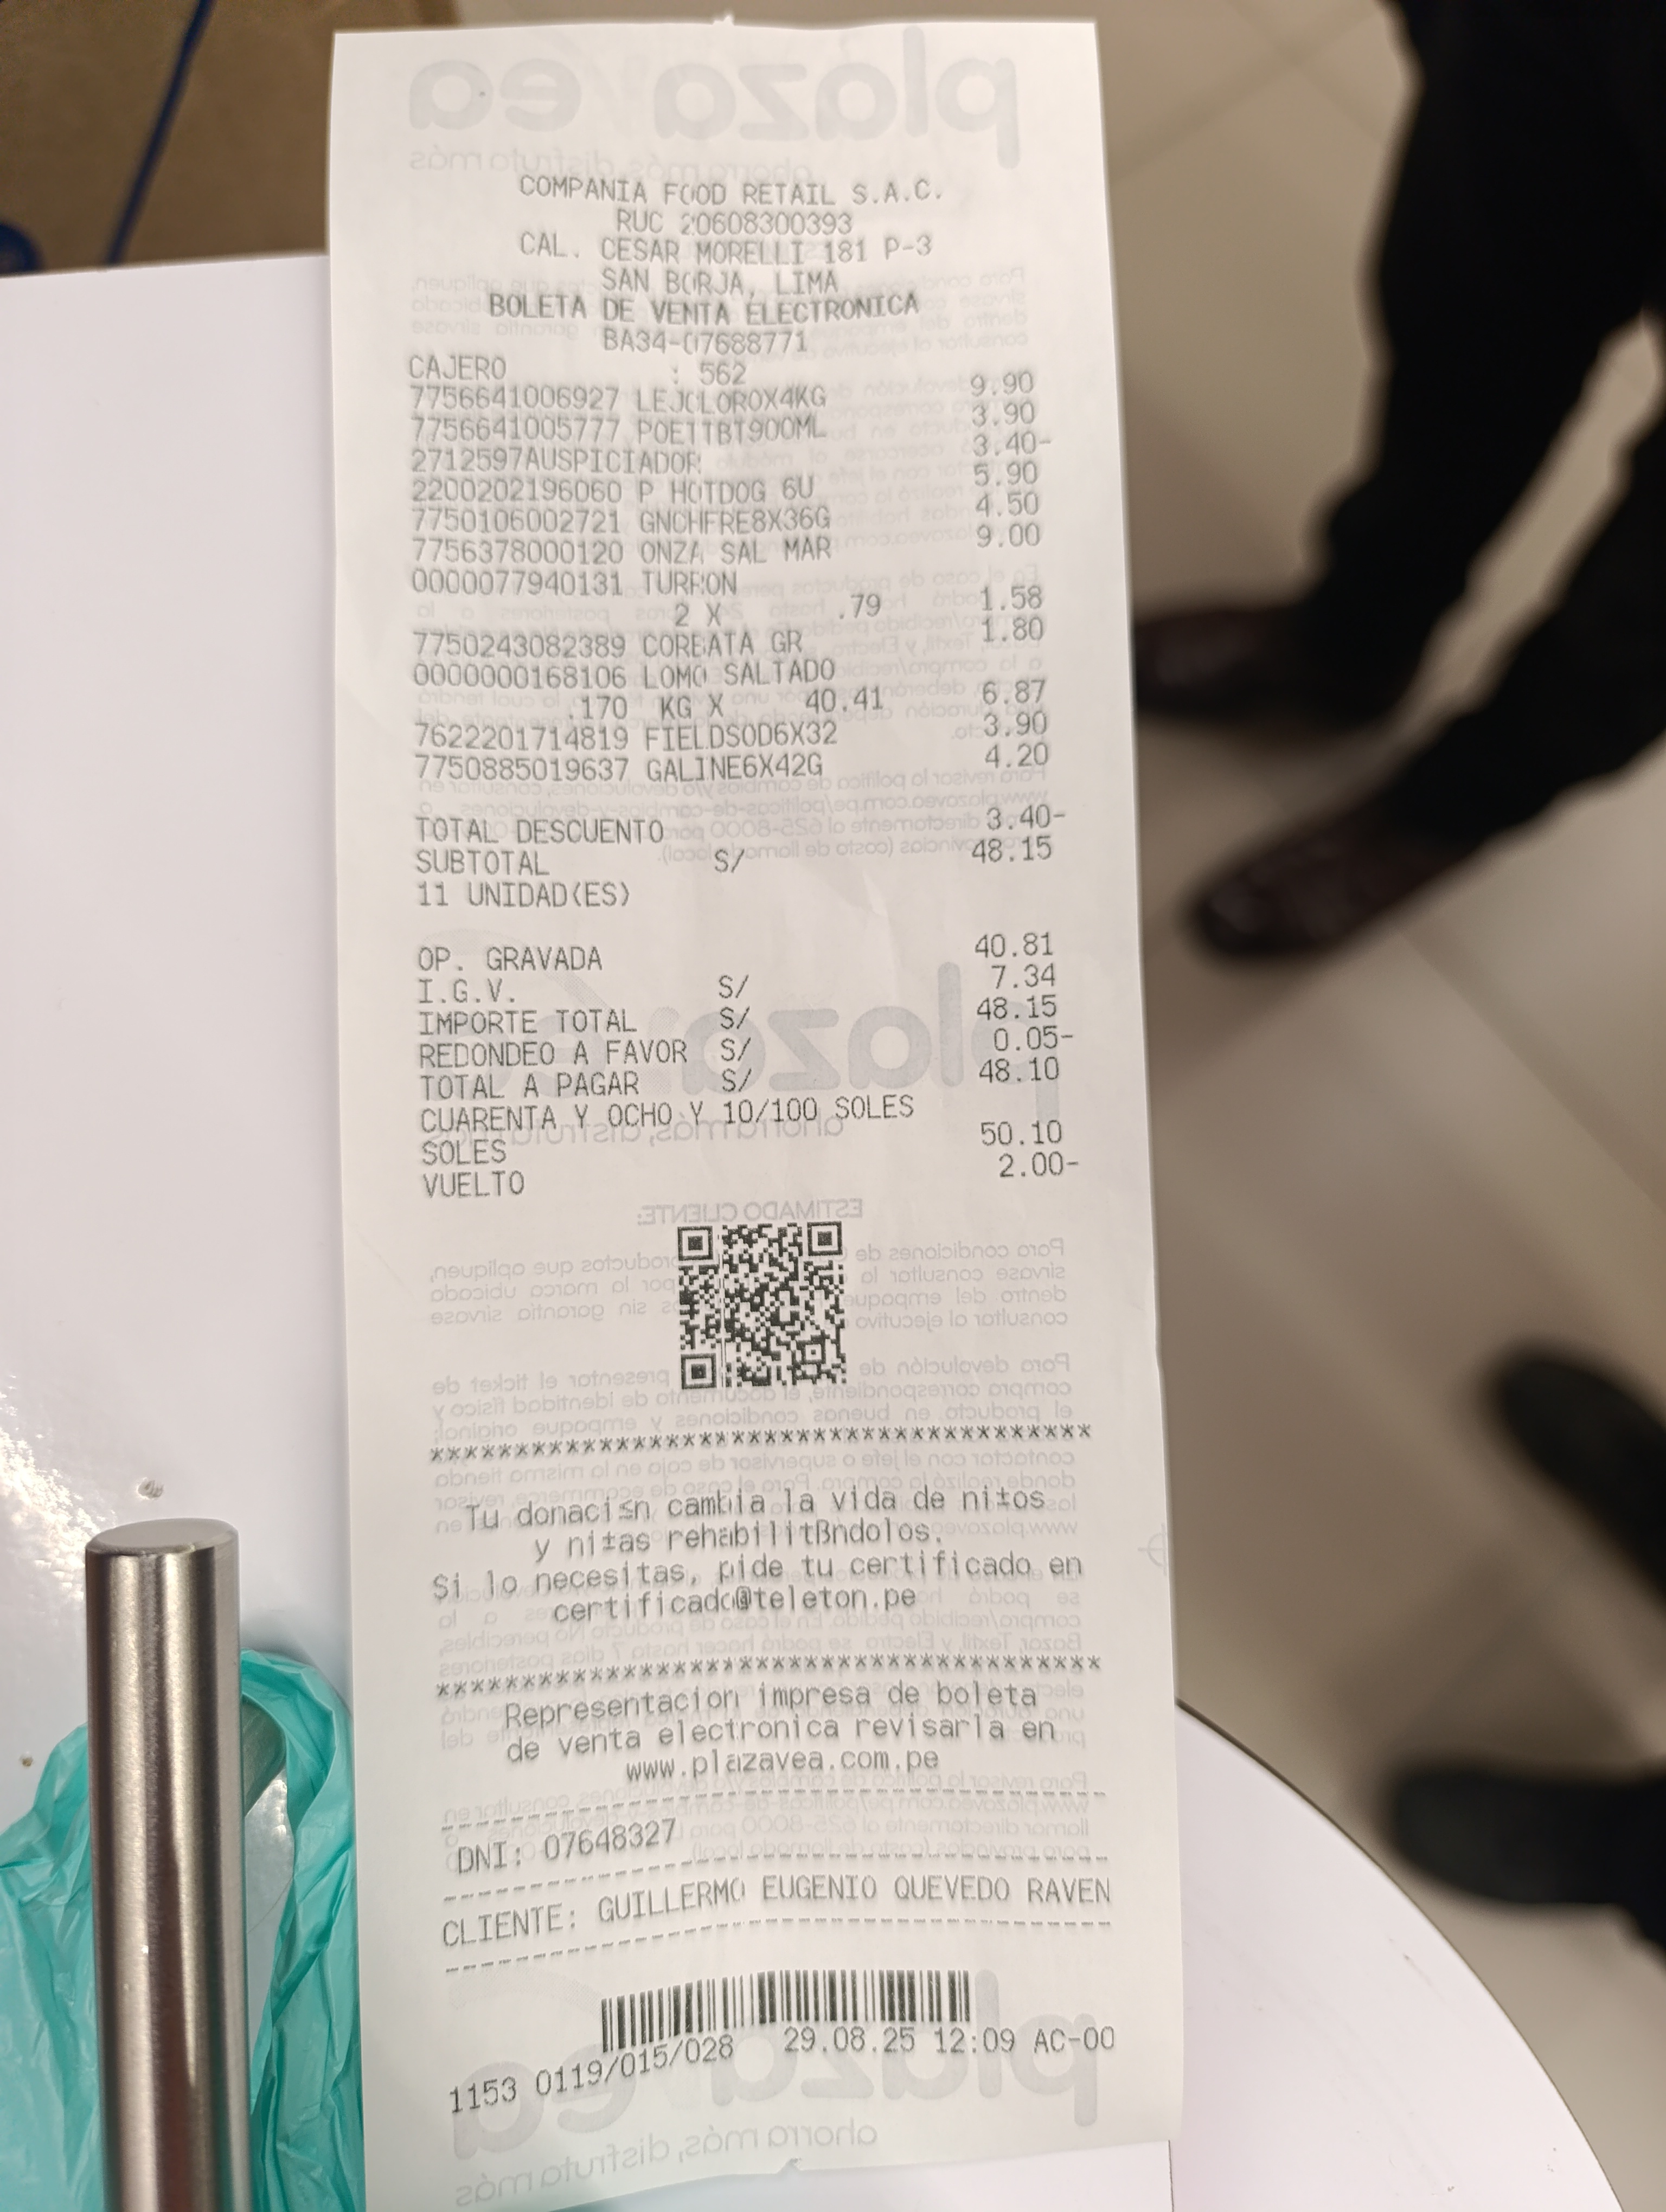 COMPANIA FOOD RETAIL S.A.C.
RUC 20608300393
CAL. CESAR MORELLI 181 P-3
SAN BORJA, LIMA
BOLETA DE VENTA ELECTRONICA
BA34-07688771
CAJERO : 562
7756641006927 LEJCLOROX4KG 9.90
7756641005777 POETTBT900ML 3.90
2712597AUSPICIADOR 3.40-
2200202196060 P HOTDOG 6U 5.90
7750106002721 GNCHFRE8X36G 4.50
7756378000120 ONZA SAL MAR 9.00
0000077940131 TURRON
2 X .79 1.58
7750243082389 CORBATA GR 1.80
0000000168106 LOMO SALTADO
.170 KG X 40.41 6.87
7622201714819 FIELDSOD6X32 3.90
7750885019637 GALINE6X42G 4.20
TOTAL DESCUENTO 3.40-
SUBTOTAL S/ 48.15
11 UNIDAD(ES)
OP. GRAVADA 40.81
I.G.V. S/ 7.34
IMPORTE TOTAL S/ 48.15
REDONDEO A FAVOR S/ 0.05-
TOTAL A PAGAR S/ 48.10
CUARENTA Y OCHO Y 10/100 SOLES
SOLES 50.10
VUELTO 2.00-
*****************************************
Tu donaci≤n cambia la vida de ni±os
y ni±as rehabilitßndolos.
Si lo necesitas, pide tu certificado en
certificado@teleton.pe
*****************************************
Representacion impresa de boleta
de venta electronica revisarla en
www.plazavea.com.pe
DNI: 07648327
CLIENTE: GUILLERMO EUGENIO QUEVEDO RAVEN
1153 0119/015/028 29.08.25 12:09 AC-00